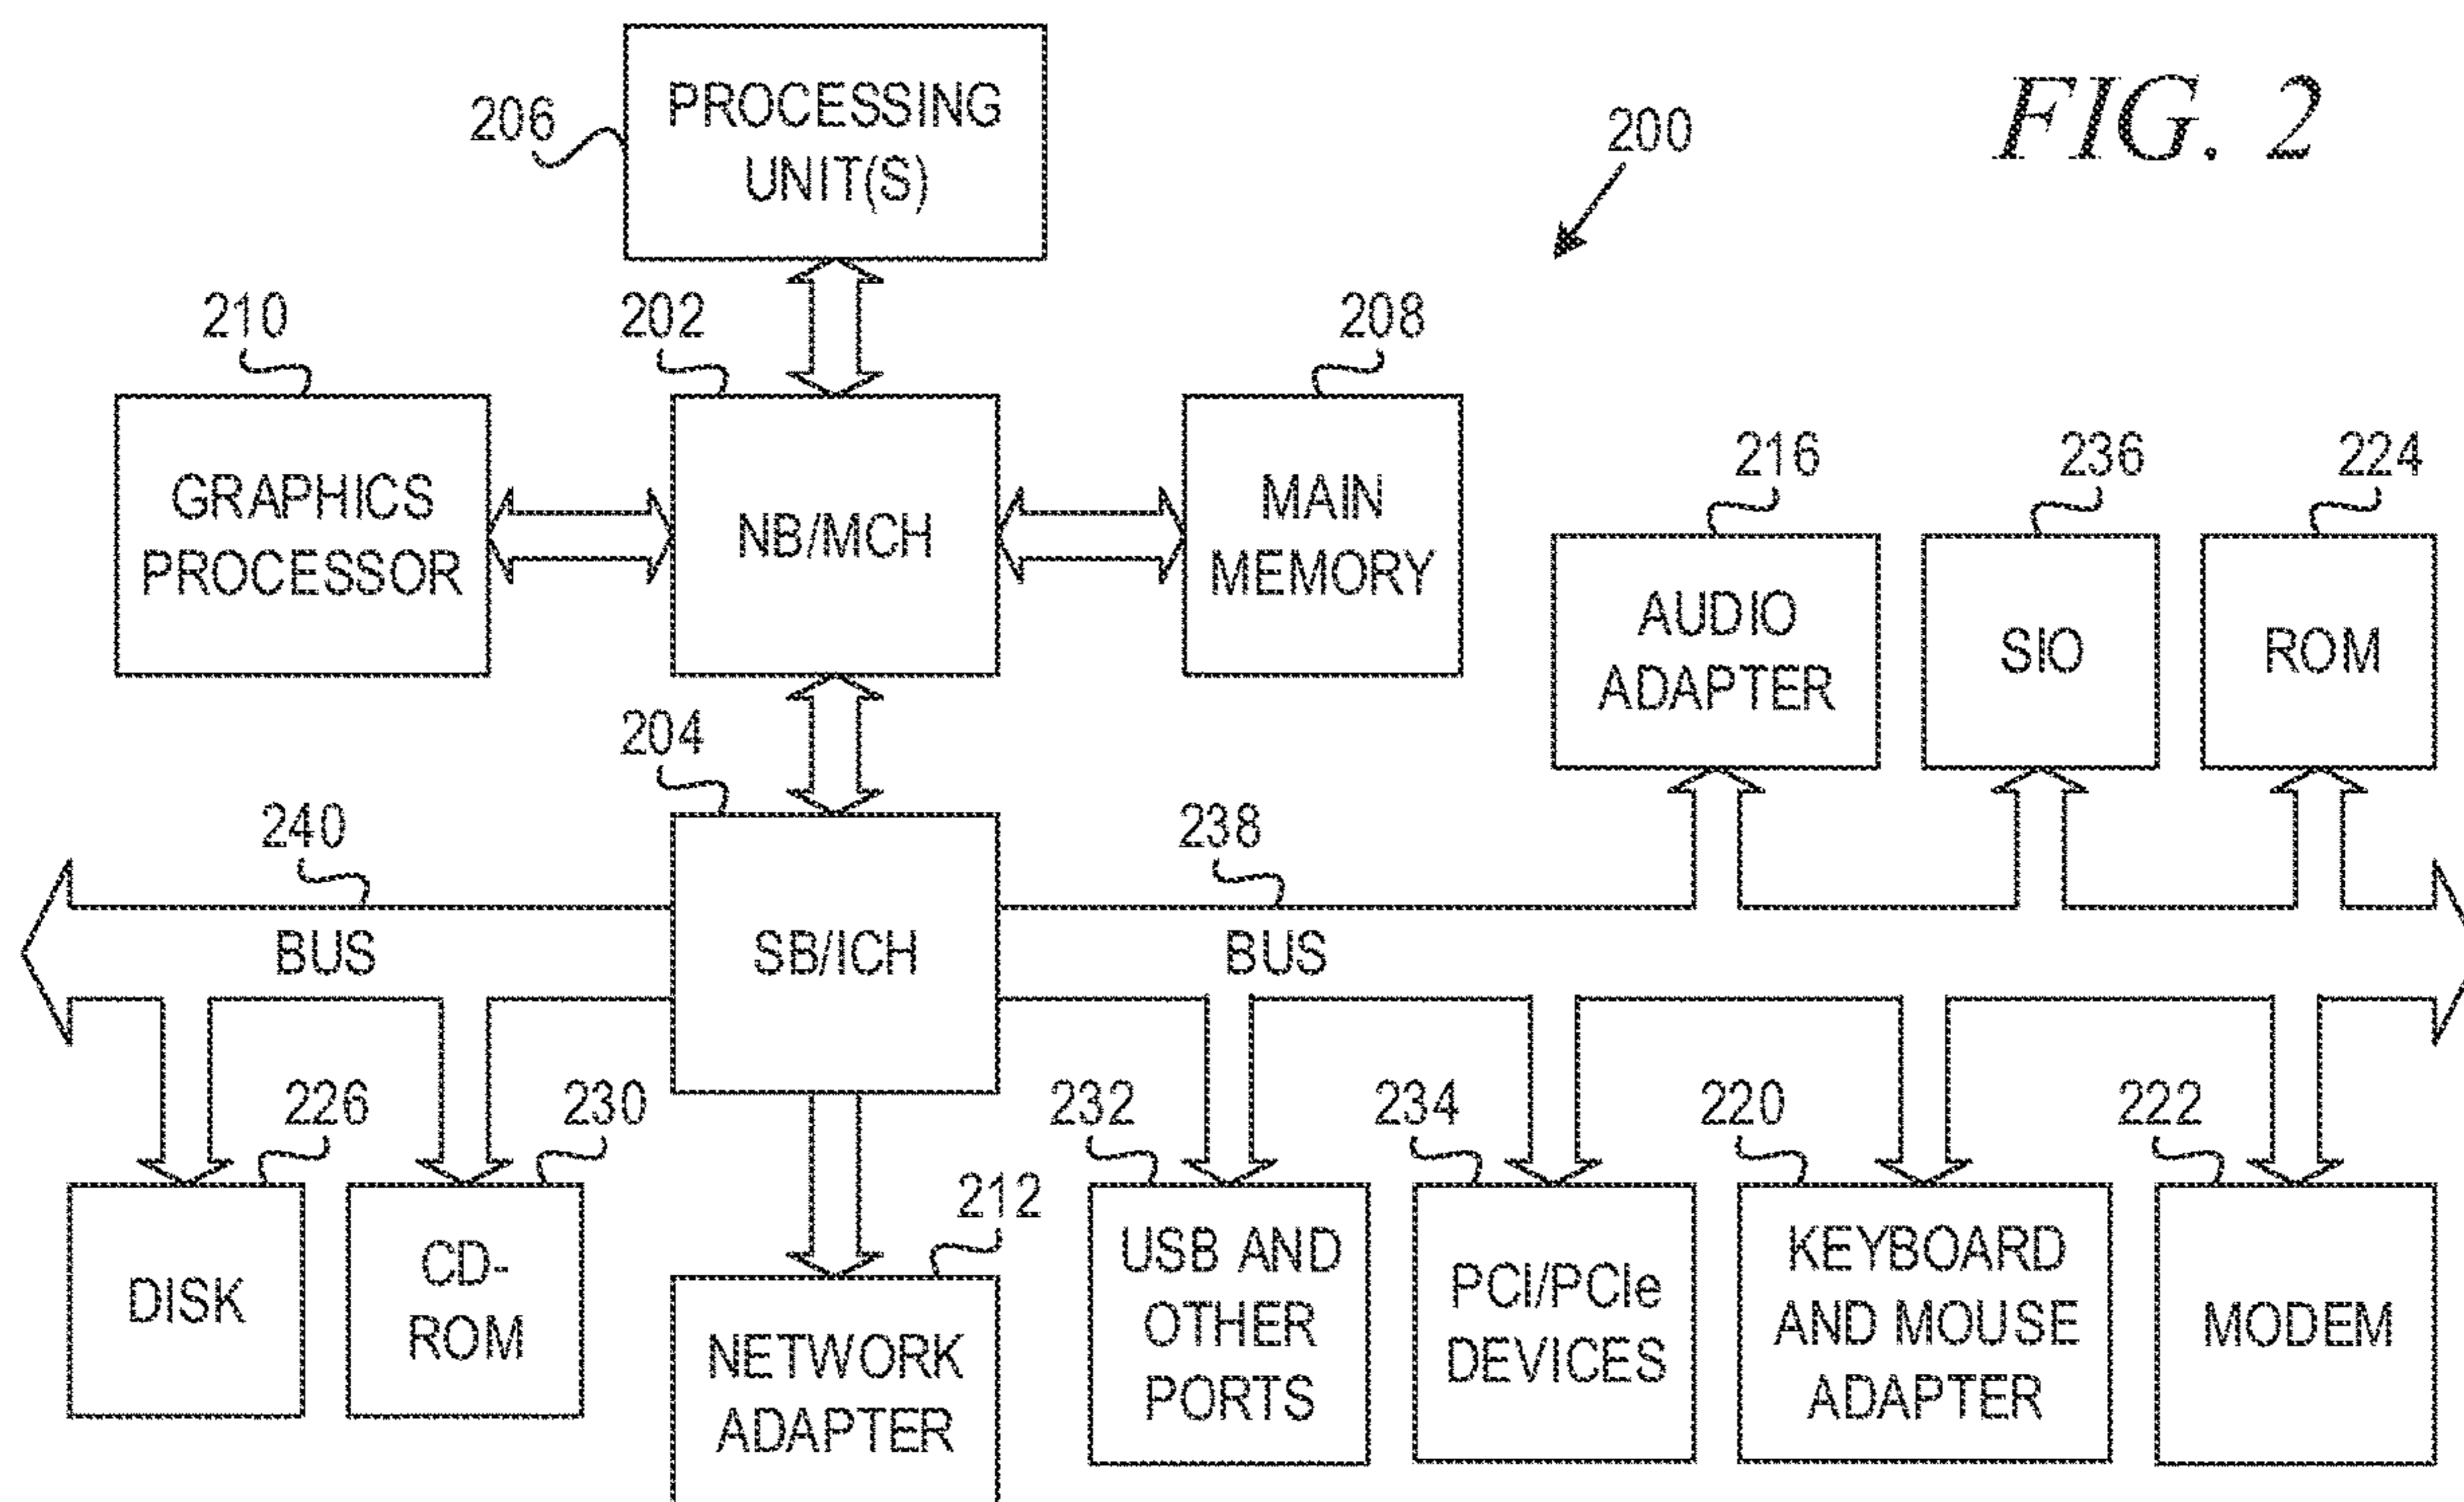 FIG. 2
200
206
PROCESSING
UNIT(S)
210
202
208
GRAPHICS
PROCESSOR
NB/MCH
MAIN
MEMORY
216
236
224
AUDIO
ADAPTER
SIO
ROM
204
240
238
BUS
SB/ICH
BUS
226
230
232
234
220
222
212
DISK
CD-
ROM
NETWORK
ADAPTER
USB AND
OTHER
PORTS
PCI/PCIe
DEVICES
KEYBOARD
AND MOUSE
ADAPTER
MODEM